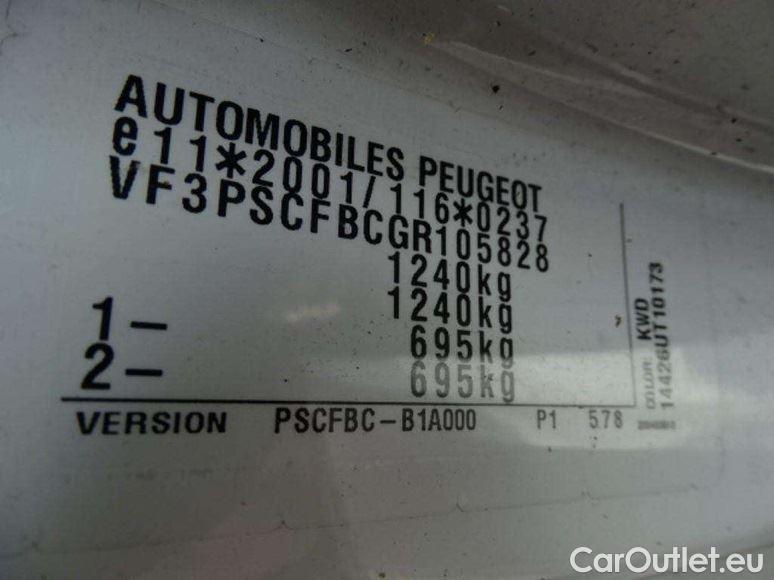 AUTOMOBILES PEUGEOT
e11*2001/116*0237
VF3PSCFBCGR105828
1240kg
1240kg
1- 695kg
2- 695kg
VERSION PSCFBC-B1A000 P1 578
COLOR: KWD
14426UT10173
CarOutlet.eu